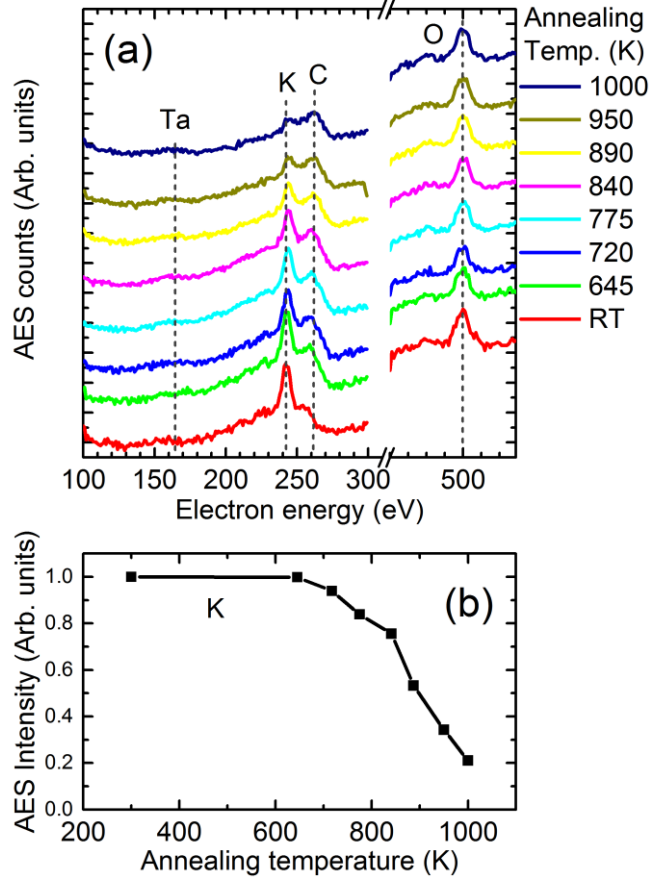 (a)
Ta
K
C
O
Annealing
Temp. (K)
1000
950
890
840
775
720
645
RT
AES counts (Arb. units)
100 150 200 250 300 500
Electron energy (eV)
(b)
K
AES Intensity (Arb. units)
1.0
0.8
0.6
0.4
0.2
0.0
200 400 600 800 1000
Annealing temperature (K)